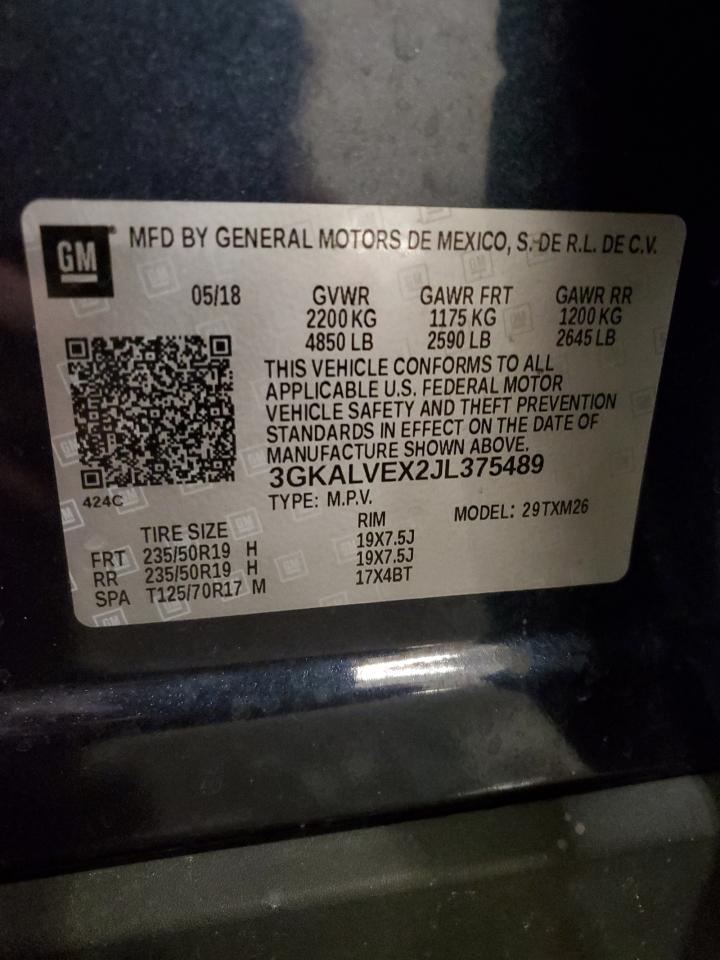 GM ® MFD BY GENERAL MOTORS DE MEXICO, S. DE R.L. DE C.V.
05/18 GVWR GAWR FRT GAWR RR
2200 KG 1175 KG 1200 KG
4850 LB 2590 LB 2645 LB
THIS VEHICLE CONFORMS TO ALL
APPLICABLE U.S. FEDERAL MOTOR
VEHICLE SAFETY AND THEFT PREVENTION
STANDARDS IN EFFECT ON THE DATE OF
MANUFACTURE SHOWN ABOVE.
3GKALVEX2JL375489
424C
TYPE: M.P.V. MODEL: 29TXM26
TIRE SIZE RIM
FRT 235/50R19 H 19X7.5J
RR 235/50R19 H 19X7.5J
SPA T125/70R17 M 17X4BT